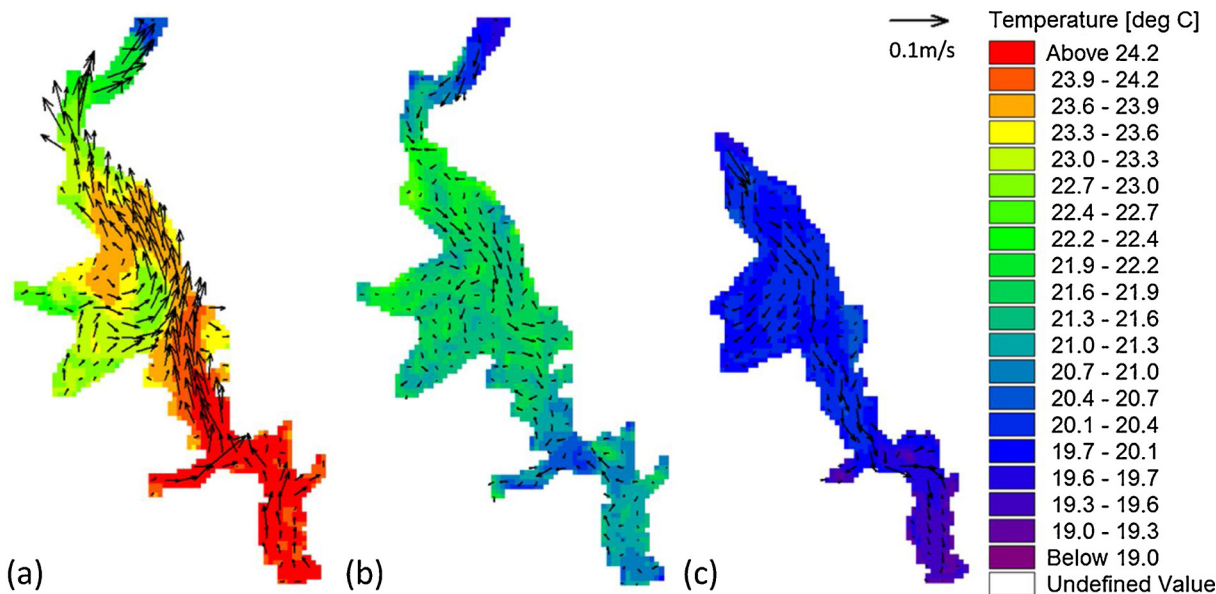 0.1m/s
Temperature [deg C]
Above 24.2
23.9 - 24.2
23.6 - 23.9
23.3 - 23.6
23.0 - 23.3
22.7 - 23.0
22.4 - 22.7
22.2 - 22.4
21.9 - 22.2
21.6 - 21.9
21.3 - 21.6
21.0 - 21.3
20.7 - 21.0
20.4 - 20.7
20.1 - 20.4
19.7 - 20.1
19.6 - 19.7
19.3 - 19.6
19.0 - 19.3
Below 19.0
Undefined Value
(a)
(b)
(c)